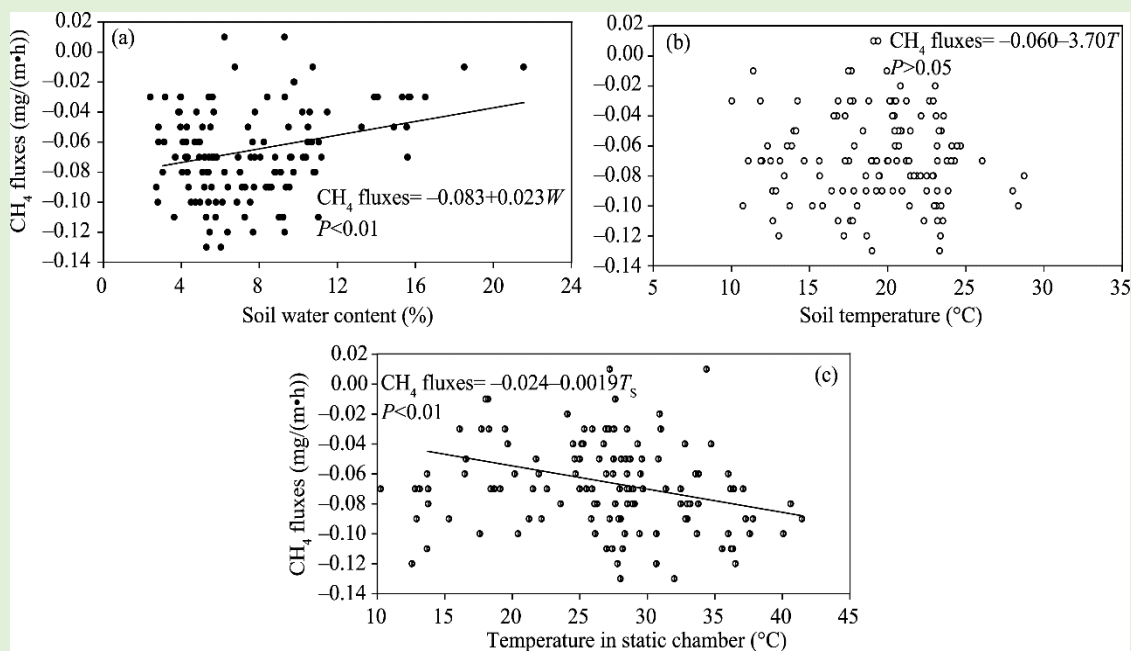 (a)
CH₄ fluxes (mg/(m•h))
0.02
0.00
–0.02
–0.04
–0.06
–0.08
–0.10
–0.12
–0.14
CH₄ fluxes= –0.083+0.023W
P<0.01
0 4 8 12 16 20 24
Soil water content (%)
(b)
0.02
0.00
–0.02
–0.04
–0.06
–0.08
–0.10
–0.12
–0.14
CH₄ fluxes= –0.060–3.70T
P>0.05
5 10 15 20 25 30 35
Soil temperature (°C)
(c)
CH₄ fluxes (mg/(m•h))
0.02
0.00
–0.02
–0.04
–0.06
–0.08
–0.10
–0.12
–0.14
CH₄ fluxes= –0.024–0.0019Tₛ
P<0.01
10 15 20 25 30 35 40 45
Temperature in static chamber (°C)